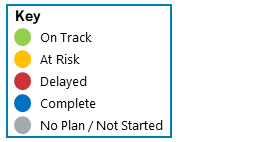 Key
On Track
At Risk
Delayed
Complete
No Plan / Not Started